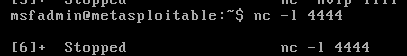 msfadmin@metasploitable:~$ nc -l 4444
[6]+ Stopped nc -l 4444